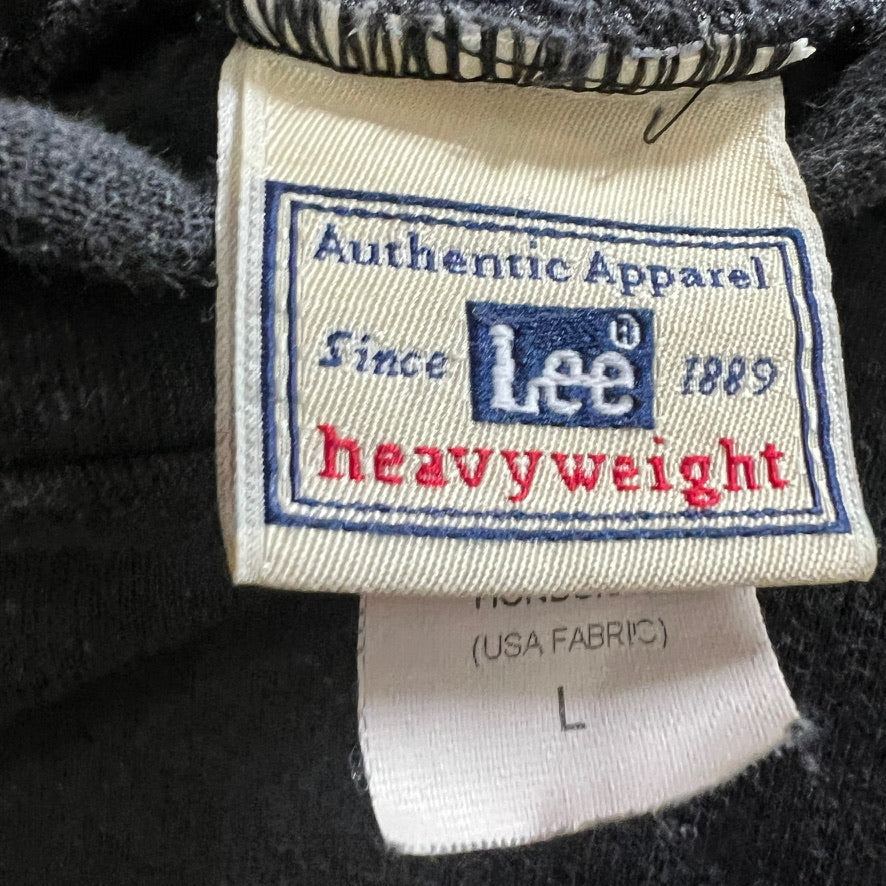 Authentic Apparel
Since Lee® 1889
heavyweight
(USA FABRIC)
L